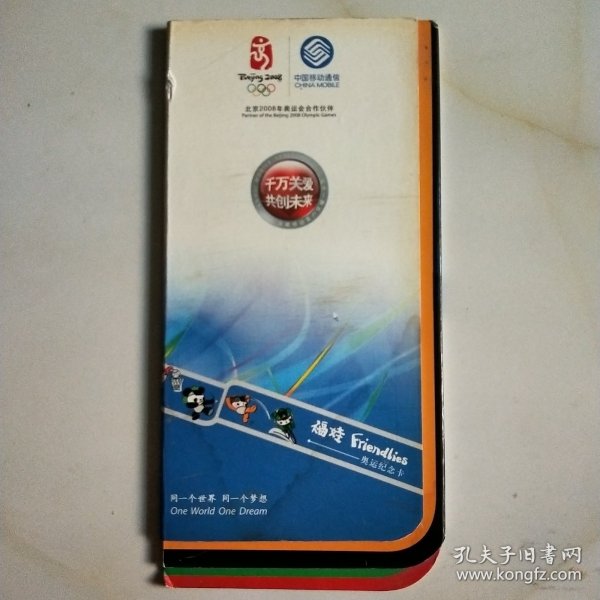 Beijing 2008
中国移动通信
CHINA MOBILE
北京2008年奥运会合作伙伴
Partner of the Beijing 2008 Olympic Games
千万关爱
共创未来
福娃 Friendlies
奥运纪念卡
同一个世界 同一个梦想
One World One Dream
孔夫子旧书网
www.kongfz.com